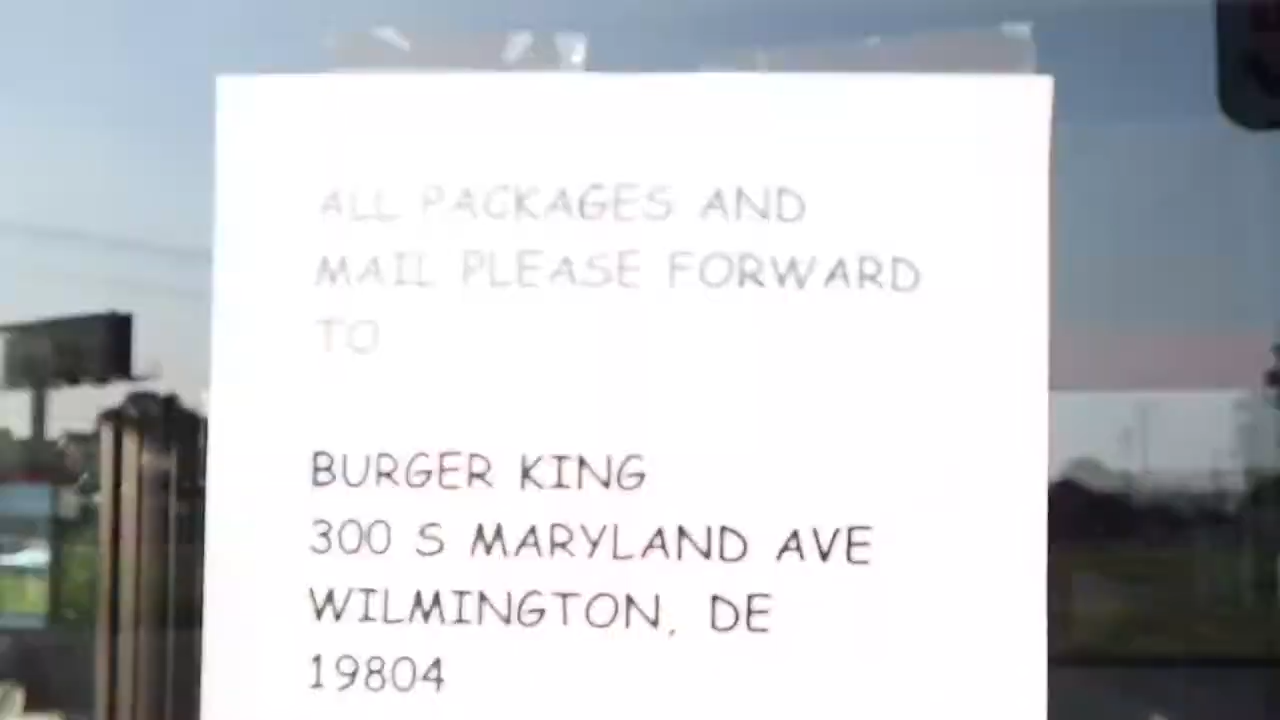 ALL PACKAGES AND
MAIL PLEASE FORWARD
TO
BURGER KING
300 S MARYLAND AVE
WILMINGTON, DE
19804